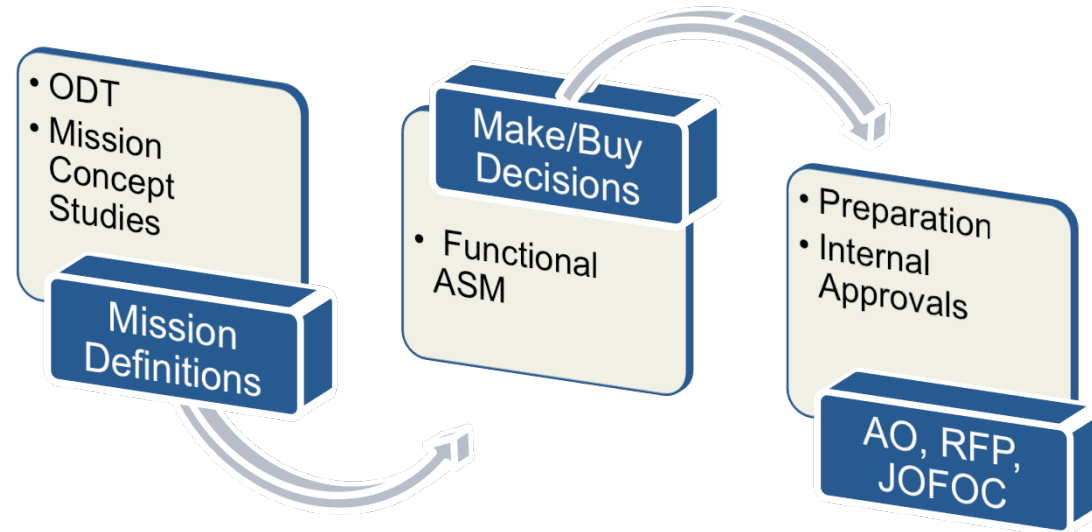 • ODT
• Mission
Concept
Studies
Mission
Definitions
Make/Buy
Decisions
• Functional
ASM
• Preparation
• Internal
Approvals
AO, RFP,
JOFOC